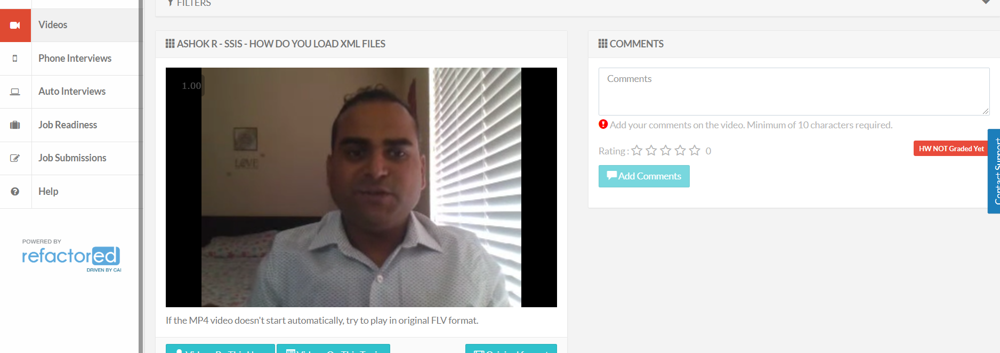 FILTERS
Videos
Phone Interviews
Auto Interviews
Job Readiness
Job Submissions
Help
POWERED BY
refactored
DRIVEN BY CAI
ASHOK R - SSIS - HOW DO YOU LOAD XML FILES
1.00
LOVE
If the MP4 video doesn't start automatically, try to play in original FLV format.
COMMENTS
Comments
Add your comments on the video. Minimum of 10 characters required.
Rating : 0
HW NOT Graded Yet
Add Comments
Contact Support